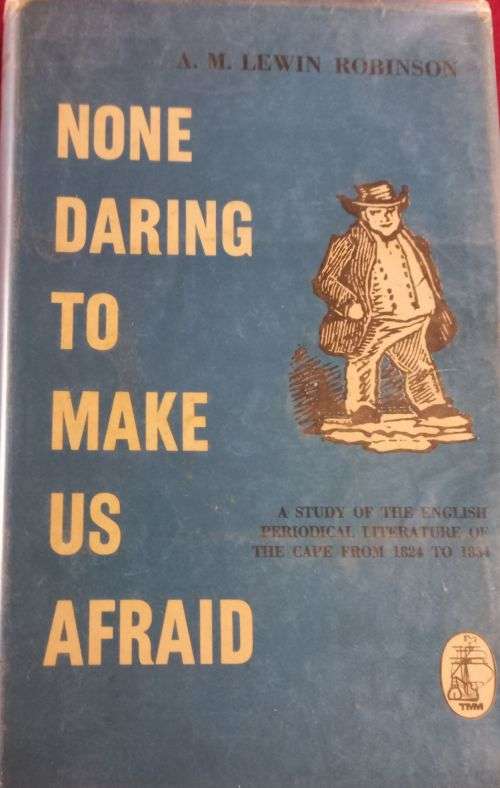 A. M. LEWIN ROBINSON
NONE
DARING
TO
MAKE
US
AFRAID
A STUDY OF THE ENGLISH
PERIODICAL LITERATURE OF
THE CAPE FROM 1824 TO 1834
TMM